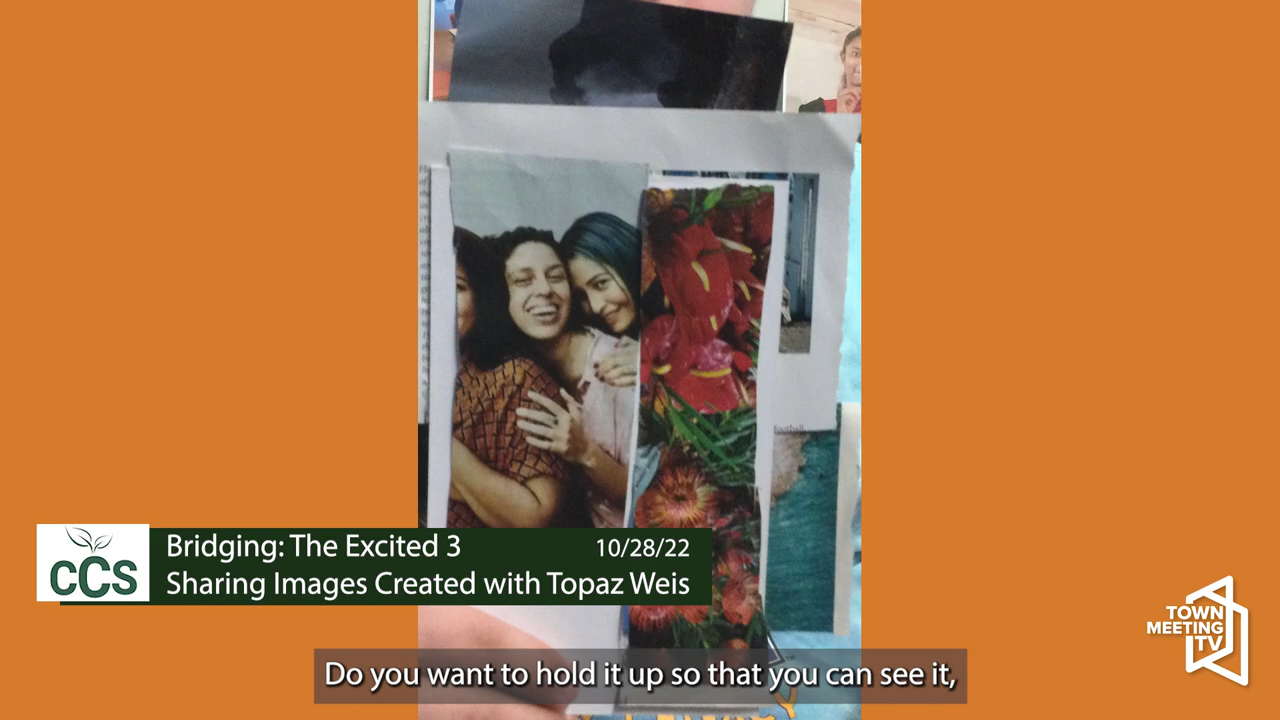 football
CCS
Bridging: The Excited 3
10/28/22
Sharing Images Created with Topaz Weis
TOWN
MEETING
TV
Do you want to hold it up so that you can see it,